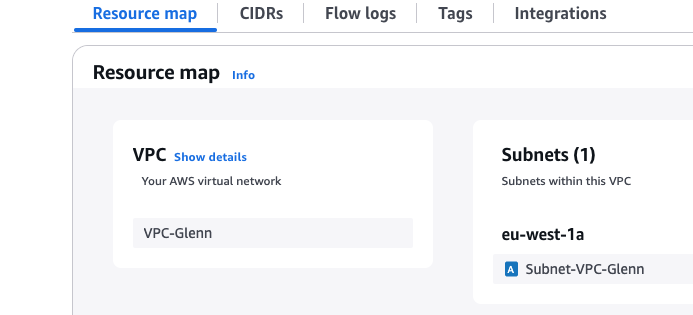 Resource map
CIDRs
Flow logs
Tags
Integrations
Resource map Info
VPC Show details
Your AWS virtual network
VPC-Glenn
Subnets (1)
Subnets within this VPC
eu-west-1a
A Subnet-VPC-Glenn